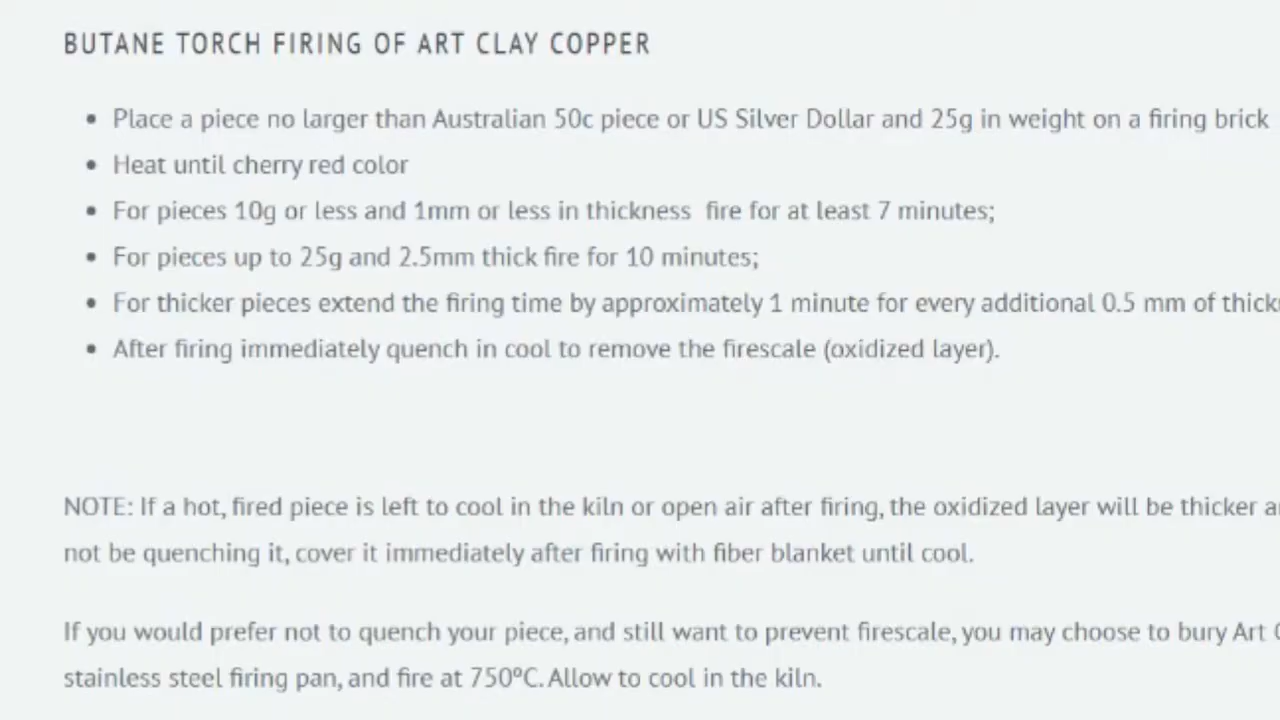 BUTANE TORCH FIRING OF ART CLAY COPPER
• Place a piece no larger than Australian 50c piece or US Silver Dollar and 25g in weight on a firing brick
• Heat until cherry red color
• For pieces 10g or less and 1mm or less in thickness fire for at least 7 minutes;
• For pieces up to 25g and 2.5mm thick fire for 10 minutes;
• For thicker pieces extend the firing time by approximately 1 minute for every additional 0.5 mm of
• After firing immediately quench in cool to remove the firescale (oxidized layer).
NOTE: If a hot, fired piece is left to cool in the kiln or open air after firing, the oxidized layer will be thicker
not be quenching it, cover it immediately after firing with fiber blanket until cool.
If you would prefer not to quench your piece, and still want to prevent firescale, you may choose to bury Art
stainless steel firing pan, and fire at 750ºC. Allow to cool in the kiln.